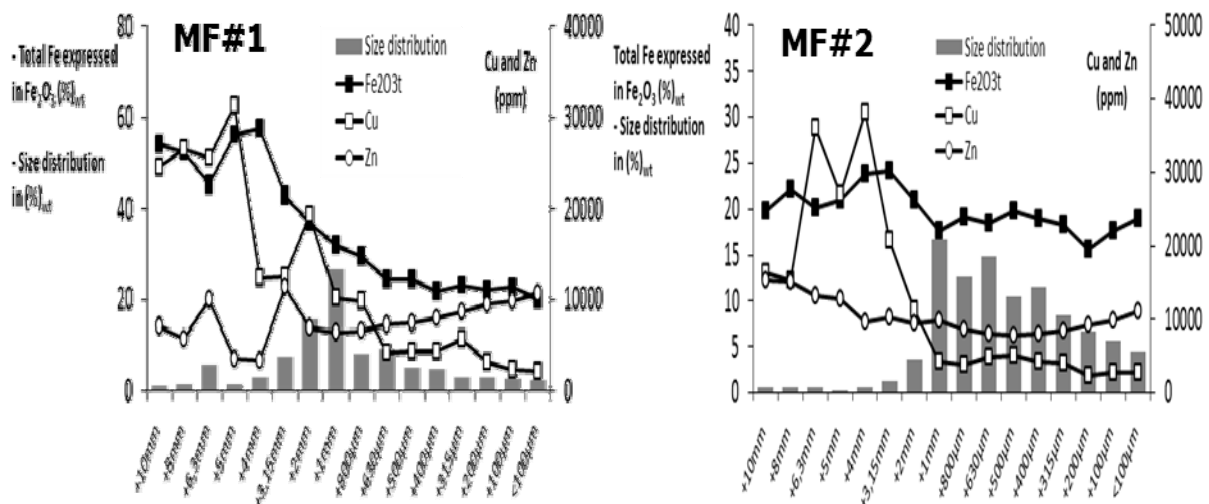 80
60
40
20
0
- Total Fe expressed
in Fe₂O₃ (%)wt
- Size distribution
in (%)wt
MF#1
Size distribution
Fe2O3t
Cu
Zn
Cu and Zn
(ppm)
40000
30000
20000
10000
0
+10mm
+8mm
+6,3mm
+5mm
+4mm
+3,15mm
+2mm
+1mm
+800µm
+630µm
+500µm
+400µm
+315µm
+200µm
+100µm
<100µm
Total Fe expressed
in Fe₂O₃ (%)wt
- Size distribution
in (%)wt
40
35
30
25
20
15
10
5
0
MF#2
Size distribution
Fe2O3t
Cu
Zn
Cu and Zn
(ppm)
50000
40000
30000
20000
10000
0
+10mm
+8mm
+6,3mm
+5mm
+4mm
+3,15mm
+2mm
+1mm
+800µm
+630µm
+500µm
+400µm
+315µm
+200µm
+100µm
<100µm